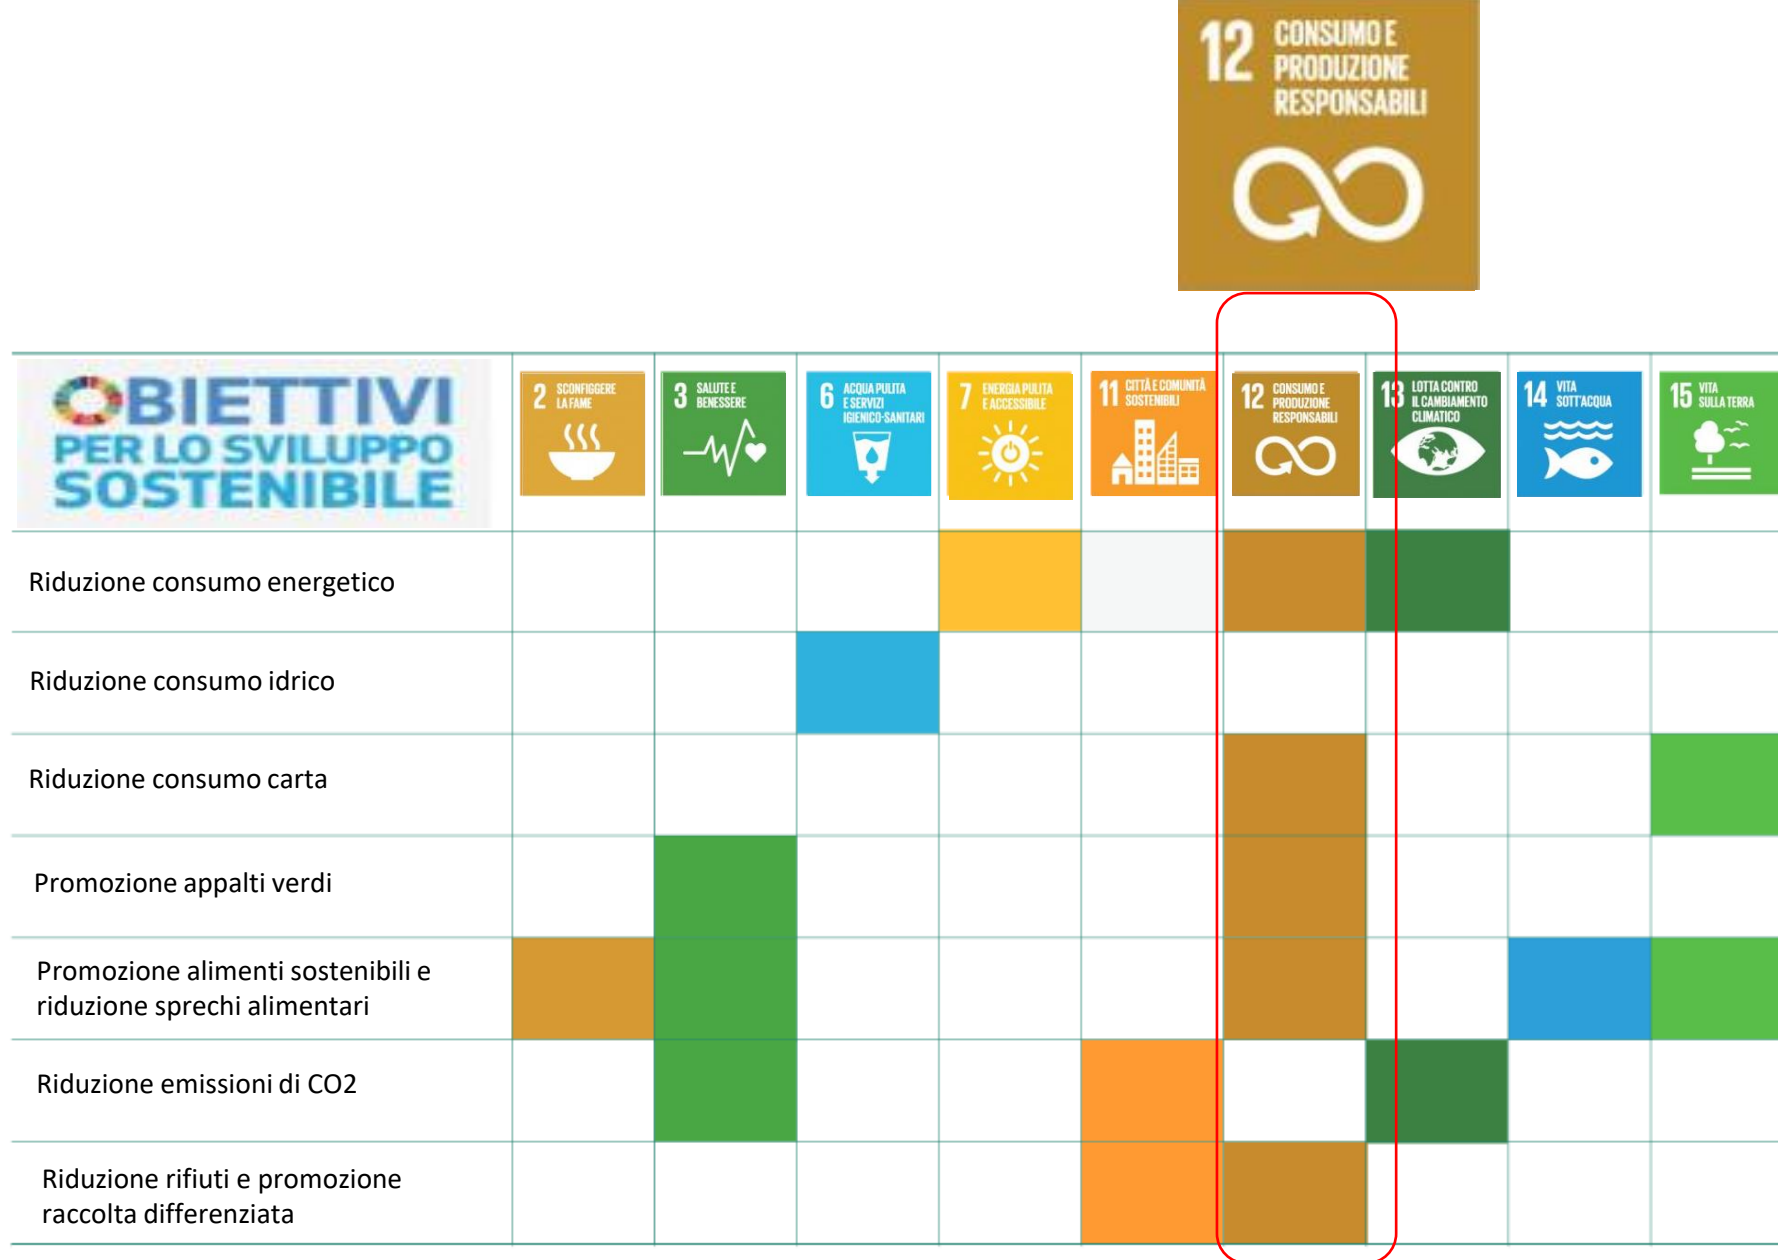 12 CONSUMO E
PRODUZIONE
RESPONSABILI
OBIETTIVI
PER LO SVILUPPO
SOSTENIBILE
2 SCONFIGGERE
LA FAME
3 SALUTE E
BENESSERE
6 ACQUA PULITA
E SERVIZI
IGIENICO-SANITARI
7 ENERGIA PULITA
E ACCESSIBILE
11 CITTÀ E COMUNITÀ
SOSTENIBILI
12 CONSUMO E
PRODUZIONE
RESPONSABILI
13 LOTTA CONTRO
IL CAMBIAMENTO
CLIMATICO
14 VITA
SOTT'ACQUA
15 VITA
SULLA TERRA
Riduzione consumo energetico
Riduzione consumo idrico
Riduzione consumo carta
Promozione appalti verdi
Promozione alimenti sostenibili e
riduzione sprechi alimentari
Riduzione emissioni di CO2
Riduzione rifiuti e promozione
raccolta differenziata